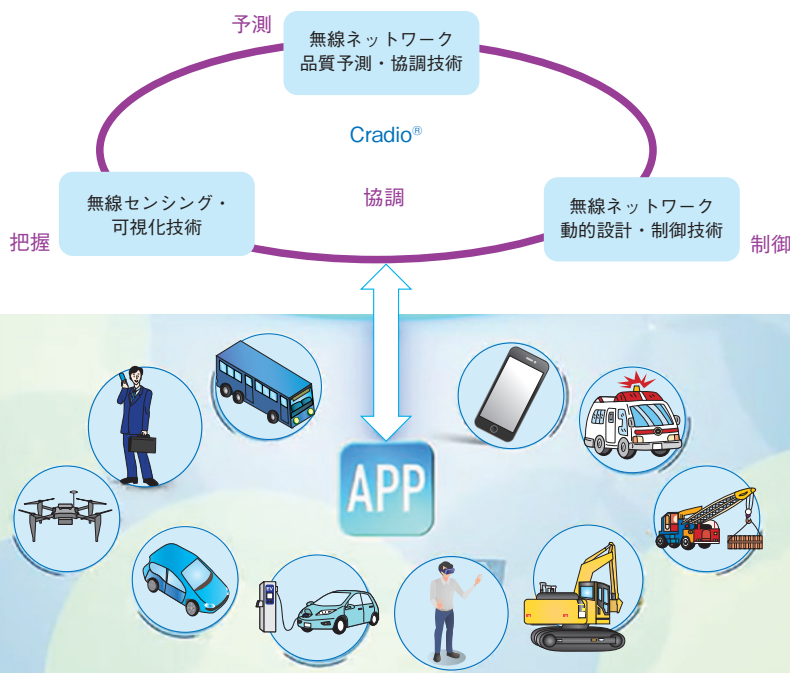 予測
無線ネットワーク
品質予測・協調技術
Cradio®
協調
無線センシング・
可視化技術
把握
無線ネットワーク
動的設計・制御技術
制御
APP